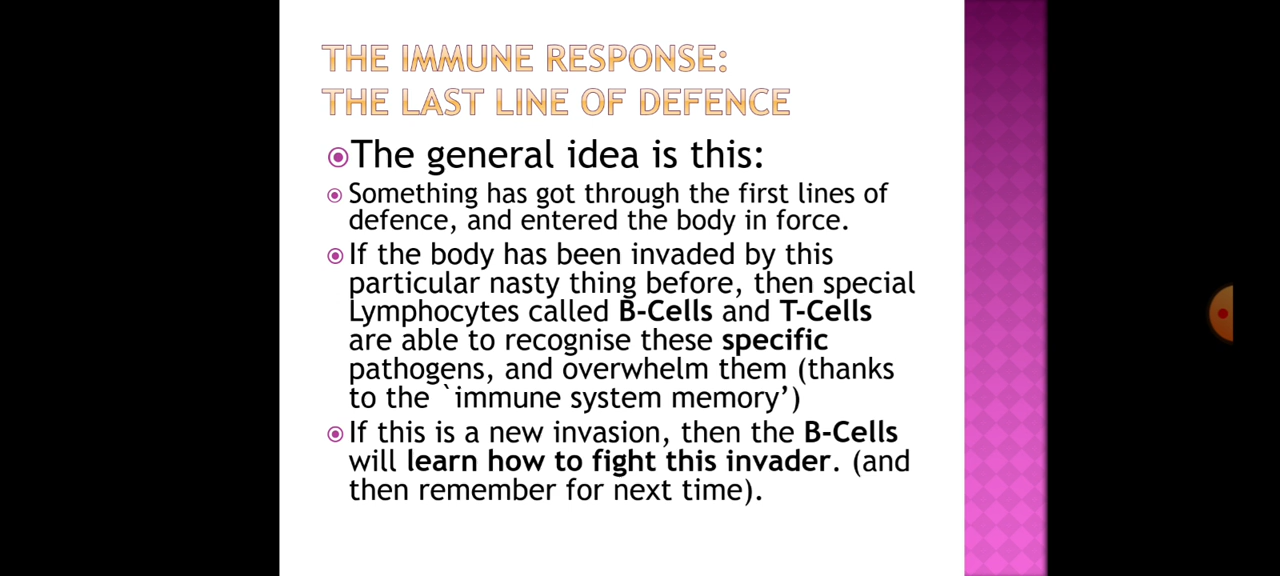 THE IMMUNE RESPONSE:
THE LAST LINE OF DEFENCE
The general idea is this:
Something has got through the first lines of
defence, and entered the body in force.
If the body has been invaded by this
particular nasty thing before, then special
Lymphocytes called B-Cells and T-Cells
are able to recognise these specific
pathogens, and overwhelm them (thanks
to the `immune system memory’)
If this is a new invasion, then the B-Cells
will learn how to fight this invader. (and
then remember for next time).